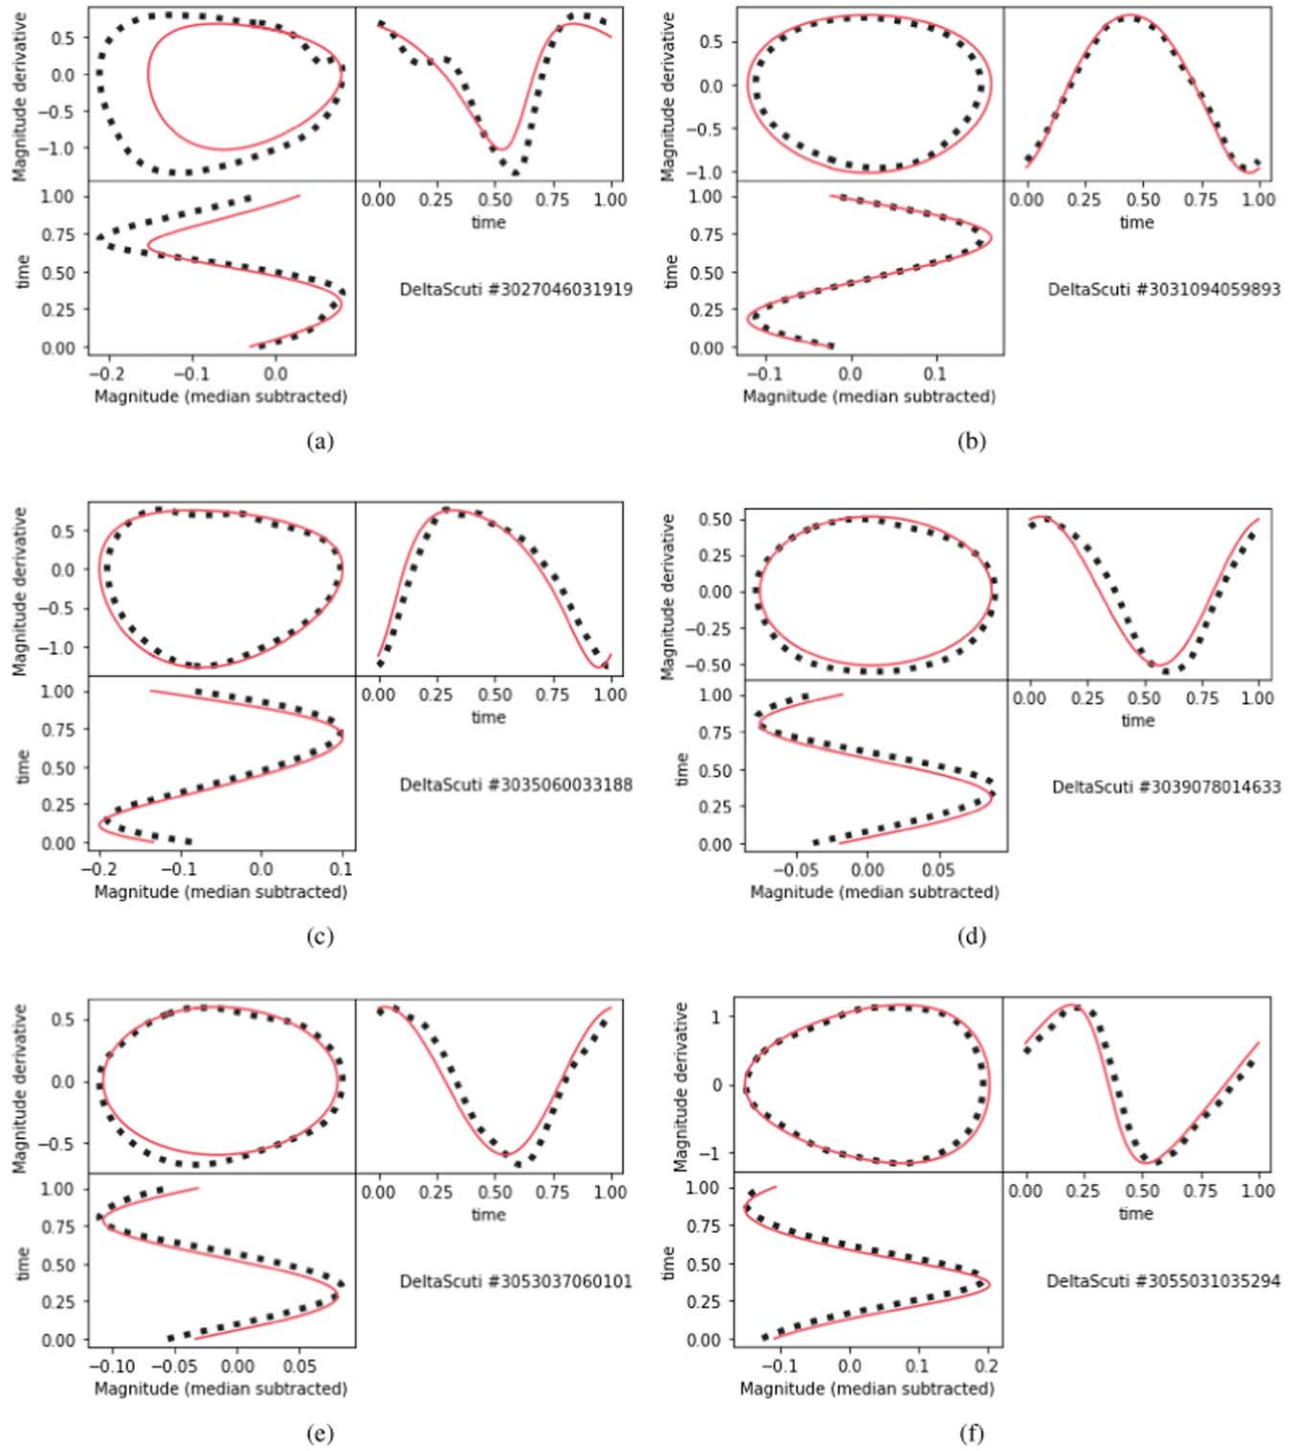 Magnitude derivative
0.5
0.0
−0.5
−1.0
time
1.00
0.75
0.50
0.25
0.00
0.00 0.25 0.50 0.75 1.00
time
DeltaScuti #3027046031919
−0.2 −0.1 0.0
Magnitude (median subtracted)
(a)
Magnitude derivative
0.5
0.0
−0.5
−1.0
time
1.00
0.75
0.50
0.25
0.00
0.00 0.25 0.50 0.75 1.00
time
DeltaScuti #3031094059893
−0.1 0.0 0.1
Magnitude (median subtracted)
(b)
Magnitude derivative
0.5
0.0
−0.5
−1.0
time
1.00
0.75
0.50
0.25
0.00
0.00 0.25 0.50 0.75 1.00
time
DeltaScuti #3035060033188
−0.2 −0.1 0.0 0.1
Magnitude (median subtracted)
(c)
Magnitude derivative
0.50
0.25
0.00
−0.25
−0.50
time
1.00
0.75
0.50
0.25
0.00
0.00 0.25 0.50 0.75 1.00
time
DeltaScuti #3039078014633
−0.05 0.00 0.05
Magnitude (median subtracted)
(d)
Magnitude derivative
0.5
0.0
−0.5
time
1.00
0.75
0.50
0.25
0.00
0.00 0.25 0.50 0.75 1.00
time
DeltaScuti #3053037060101
−0.10 −0.05 0.00 0.05
Magnitude (median subtracted)
(e)
Magnitude derivative
1
0
−1
time
1.00
0.75
0.50
0.25
0.00
0.00 0.25 0.50 0.75 1.00
time
DeltaScuti #3055031035294
−0.1 0.0 0.1 0.2
Magnitude (median subtracted)
(f)